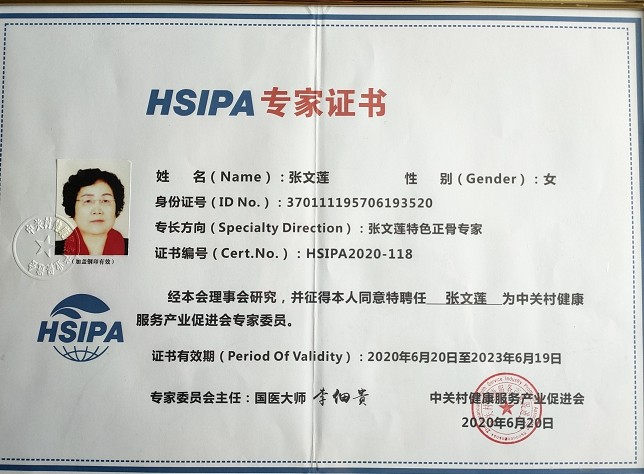 HSIPA 专家证书
姓 名（Name）：张文莲 性 别（Gender）：女
身份证号（ID No.）：370111195706193520
专长方向（Specialty Direction）：张文莲特色正骨专家
证书编号（Cert.No.）：HSIPA2020-118
（加盖钢印有效）
HSIPA
经本会理事会研究，并征得本人同意特聘任 张文莲 为中关村健康
服务产业促进会专家委员。
证书有效期（Period Of Validity）：2020年6月20日至2023年6月19日
专家委员会主任：国医大师 李佃贵 中关村健康服务产业促进会
2020年6月20日